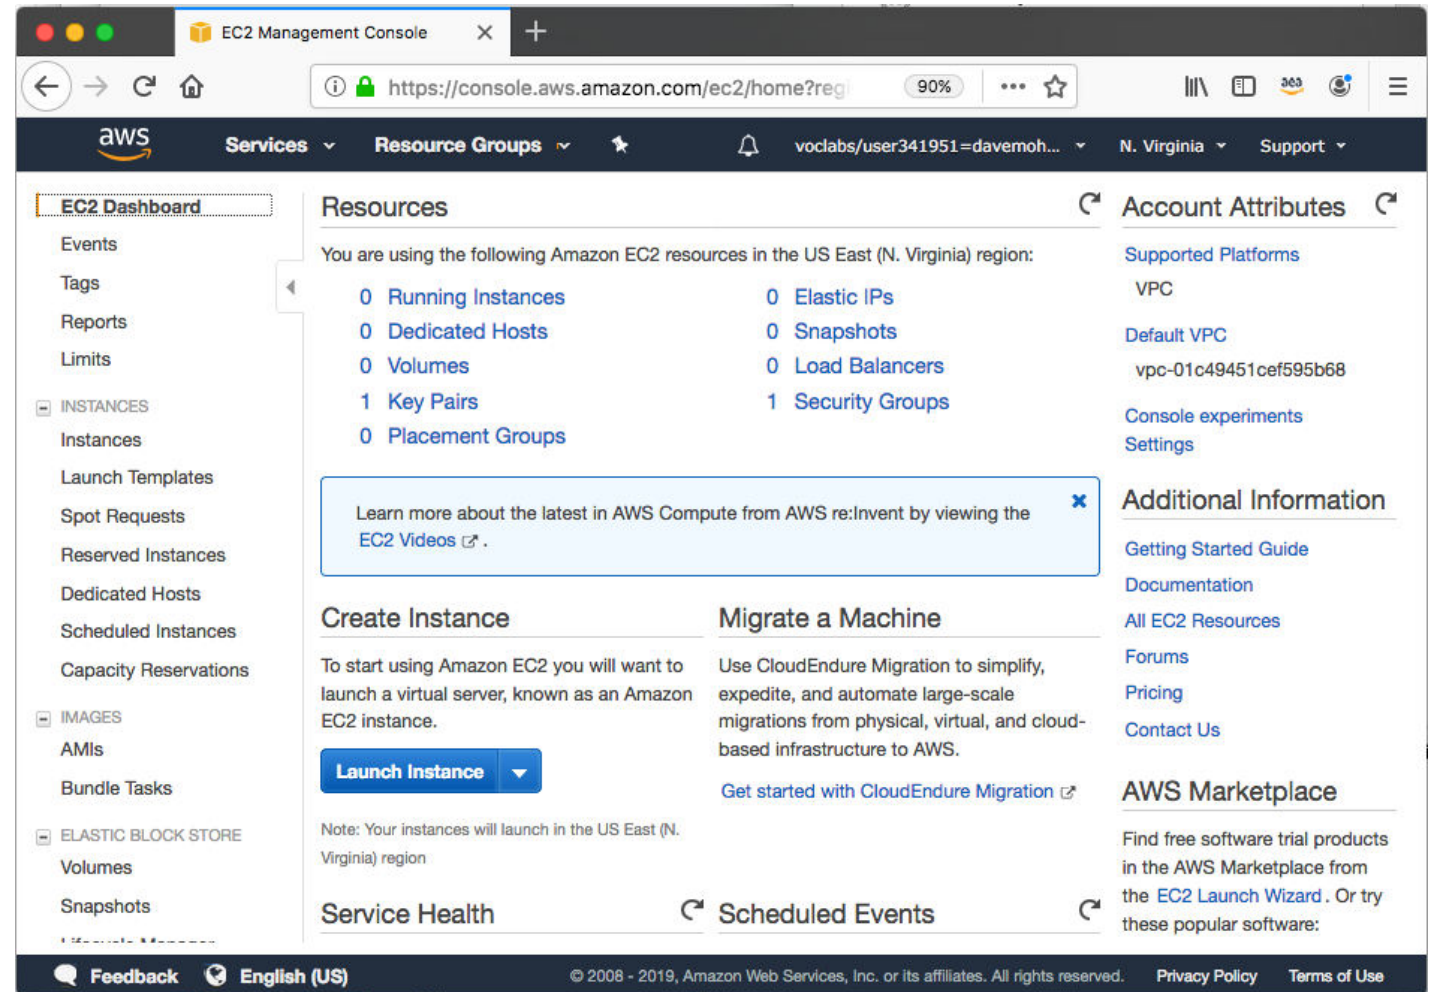 EC2 Management Console
https://console.aws.amazon.com/ec2/home?reg
90%
aws
Services
Resource Groups
voclabs/user341951=davemoh...
N. Virginia
Support
EC2 Dashboard
Events
Tags
Reports
Limits
INSTANCES
Instances
Launch Templates
Spot Requests
Reserved Instances
Dedicated Hosts
Scheduled Instances
Capacity Reservations
IMAGES
AMIs
Bundle Tasks
ELASTIC BLOCK STORE
Volumes
Snapshots
Lifecycle Manager
Resources
You are using the following Amazon EC2 resources in the US East (N. Virginia) region:
0 Running Instances
0 Elastic IPs
0 Dedicated Hosts
0 Snapshots
0 Volumes
0 Load Balancers
1 Key Pairs
1 Security Groups
0 Placement Groups
Learn more about the latest in AWS Compute from AWS re:Invent by viewing the
EC2 Videos .
Create Instance
To start using Amazon EC2 you will want to
launch a virtual server, known as an Amazon
EC2 instance.
Launch Instance
Note: Your instances will launch in the US East (N.
Virginia) region
Migrate a Machine
Use CloudEndure Migration to simplify,
expedite, and automate large-scale
migrations from physical, virtual, and cloud-
based infrastructure to AWS.
Get started with CloudEndure Migration
Service Health
Scheduled Events
Account Attributes
Supported Platforms
VPC
Default VPC
vpc-01c49451cef595b68
Console experiments
Settings
Additional Information
Getting Started Guide
Documentation
All EC2 Resources
Forums
Pricing
Contact Us
AWS Marketplace
Find free software trial products
in the AWS Marketplace from
the EC2 Launch Wizard. Or try
these popular software:
Feedback
English (US)
© 2008 - 2019, Amazon Web Services, Inc. or its affiliates. All rights reserved.
Privacy Policy
Terms of Use